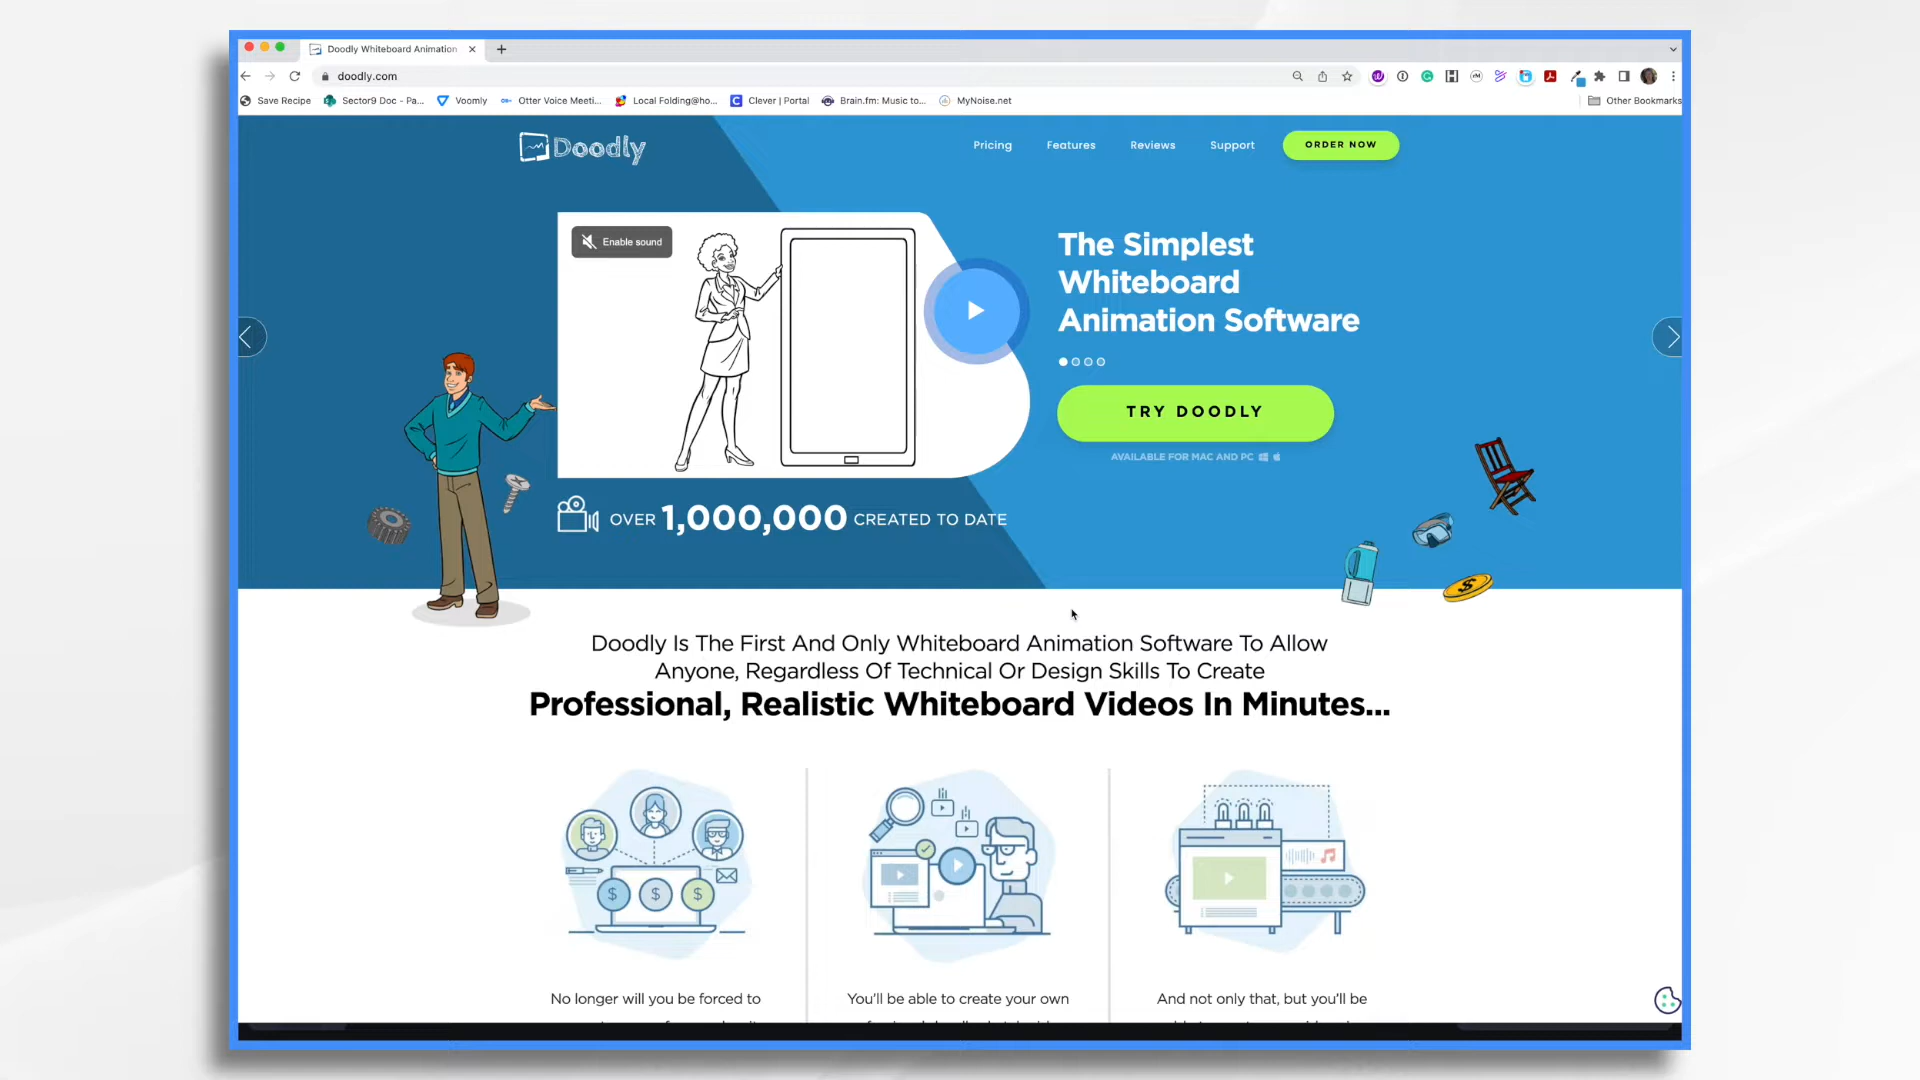 Doodly Whiteboard Animation
doodly.com
Save Recipe
Sector9 Doc - Pa...
Voomly
Otter Voice Meeti...
Local Folding@ho...
Clever | Portal
Brain.fm: Music to...
MyNoise.net
Other Bookmarks
Doodly
Pricing
Features
Reviews
Support
ORDER NOW
Enable sound
The Simplest
Whiteboard
Animation Software
TRY DOODLY
AVAILABLE FOR MAC AND PC
OVER 1,000,000 CREATED TO DATE
Doodly Is The First And Only Whiteboard Animation Software To Allow
Anyone, Regardless Of Technical Or Design Skills To Create
Professional, Realistic Whiteboard Videos In Minutes...
No longer will you be forced to
You'll be able to create your own
And not only that, but you'll be